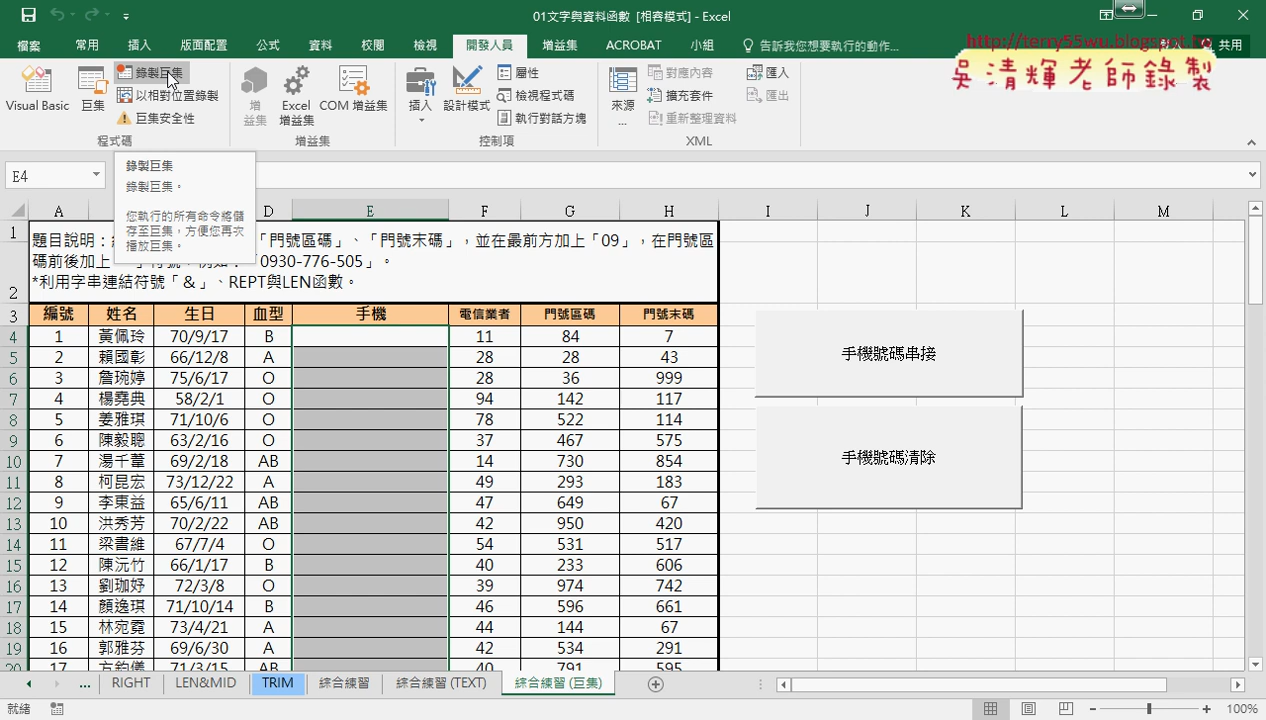 01文字與資料函數 [相容模式] - Excel
http://terry55wu.blogspot.
吳清輝老師錄製
檔案 常用 插入 版面配置 公式 資料 校閱 檢視 開發人員 增益集 ACROBAT 小組 告訴我您想要執行的動作... 共用
Visual Basic 巨集 錄製巨集 以相對位置錄製 巨集安全性
增益集 Excel 增益集 COM 增益集
插入 設計模式 屬性 檢視程式碼 執行對話方塊
來源... 對應內容 擴充套件 重新整理資料 匯入 匯出
程式碼 增益集 控制項 XML
E4
錄製巨集
錄製巨集。
您執行的所有命令將儲
存至巨集，方便您再次
播放巨集。
A D E F G H I J K L M
1 題目說明： 「門號區碼」、「門號末碼」，並在最前方加上「09」，在門號區
碼前後加上 「0930-776-505」。
2 *利用字串連結符號「＆」、REPT與LEN函數。
3 編號 姓名 生日 血型 手機 電信業者 門號區碼 門號末碼
4 1 黃佩玲 70/9/17 B 11 84 7
5 2 賴國彰 66/12/8 A 28 28 43
6 3 詹琬婷 75/6/17 O 28 36 999
7 4 楊蕘典 58/2/1 O 94 142 117
8 5 姜雅琪 71/10/6 O 78 522 114
9 6 陳毅聰 63/2/16 O 37 467 575
10 7 湯千葦 69/2/18 AB 14 730 854
11 8 柯昆宏 73/12/22 A 49 293 183
12 9 李東益 65/6/11 AB 47 649 67
13 10 洪秀芳 70/2/22 AB 42 950 420
14 11 梁書維 67/7/4 O 54 531 517
15 12 陳沅竹 66/1/17 B 40 233 606
16 13 劉珈妤 72/3/8 O 39 974 742
17 14 顏逸琪 71/10/14 B 46 596 661
18 15 林宛霓 73/4/21 A 44 144 67
19 16 郭雅芬 69/6/30 A 42 534 291
20 17 方鈞儀 71/3/15 AB 40 791 595
手機號碼串接
手機號碼清除
... RIGHT LEN&MID TRIM 綜合練習 綜合練習 (TEXT) 綜合練習 (巨集)
就緒 100%